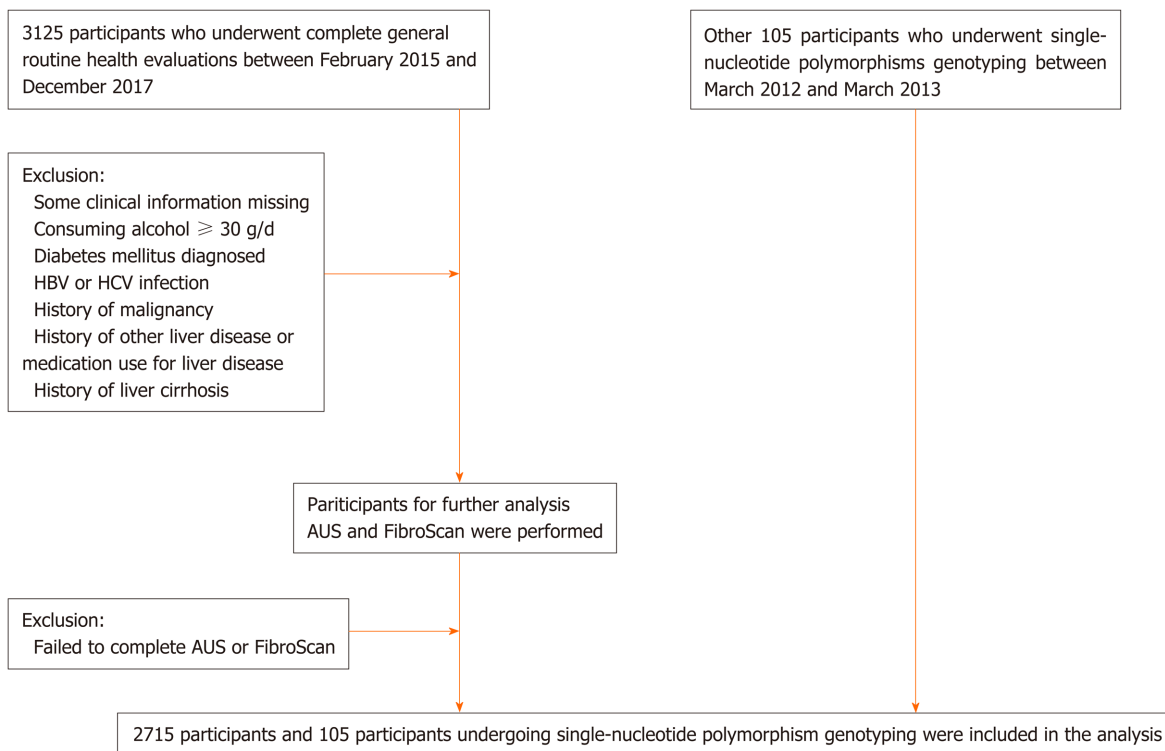 3125 participants who underwent complete general
routine health evaluations between February 2015 and
December 2017
Other 105 participants who underwent single-
nucleotide polymorphisms genotyping between
March 2012 and March 2013
Exclusion:
Some clinical information missing
Consuming alcohol ≥ 30 g/d
Diabetes mellitus diagnosed
HBV or HCV infection
History of malignancy
History of other liver disease or
medication use for liver disease
History of liver cirrhosis
Pariticipants for further analysis
AUS and FibroScan were performed
Exclusion:
Failed to complete AUS or FibroScan
2715 participants and 105 participants undergoing single-nucleotide polymorphism genotyping were included in the analysis